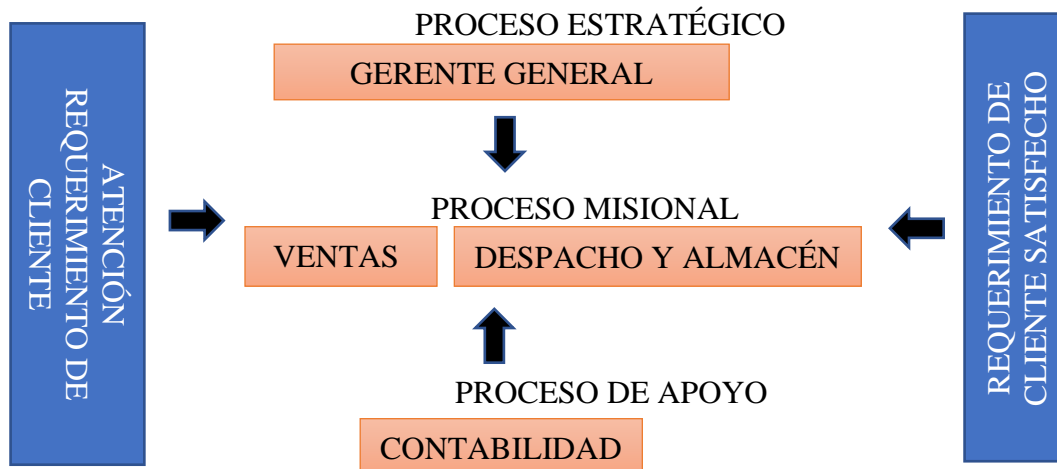 PROCESO ESTRATÉGICO
GERENTE GENERAL
ATENCIÓN
REQUERIMIENTO DE
CLIENTE
PROCESO MISIONAL
VENTAS
DESPACHO Y ALMACÉN
REQUERIMIENTO DE
CLIENTE SATISFECHO
PROCESO DE APOYO
CONTABILIDAD